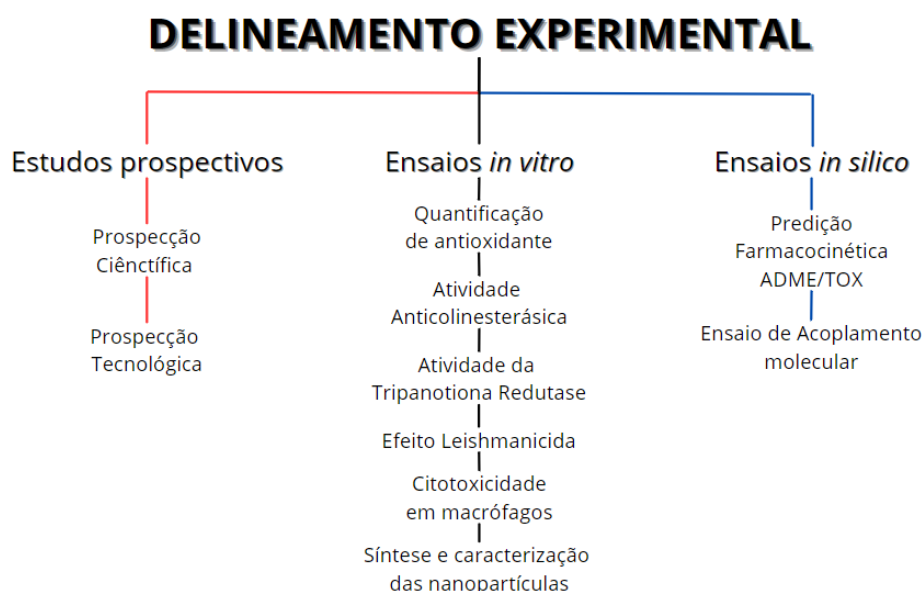 DELINEAMENTO EXPERIMENTAL
Estudos prospectivos
Prospecção
Ciênctífica
Prospecção
Tecnológica
Ensaios in vitro
Quantificação
de antioxidante
Atividade
Anticolinesterásica
Atividade da
Tripanotiona Redutase
Efeito Leishmanicida
Citotoxicidade
em macrófagos
Síntese e caracterização
das nanopartículas
Ensaios in silico
Predição
Farmacocinética
ADME/TOX
Ensaio de Acoplamento
molecular